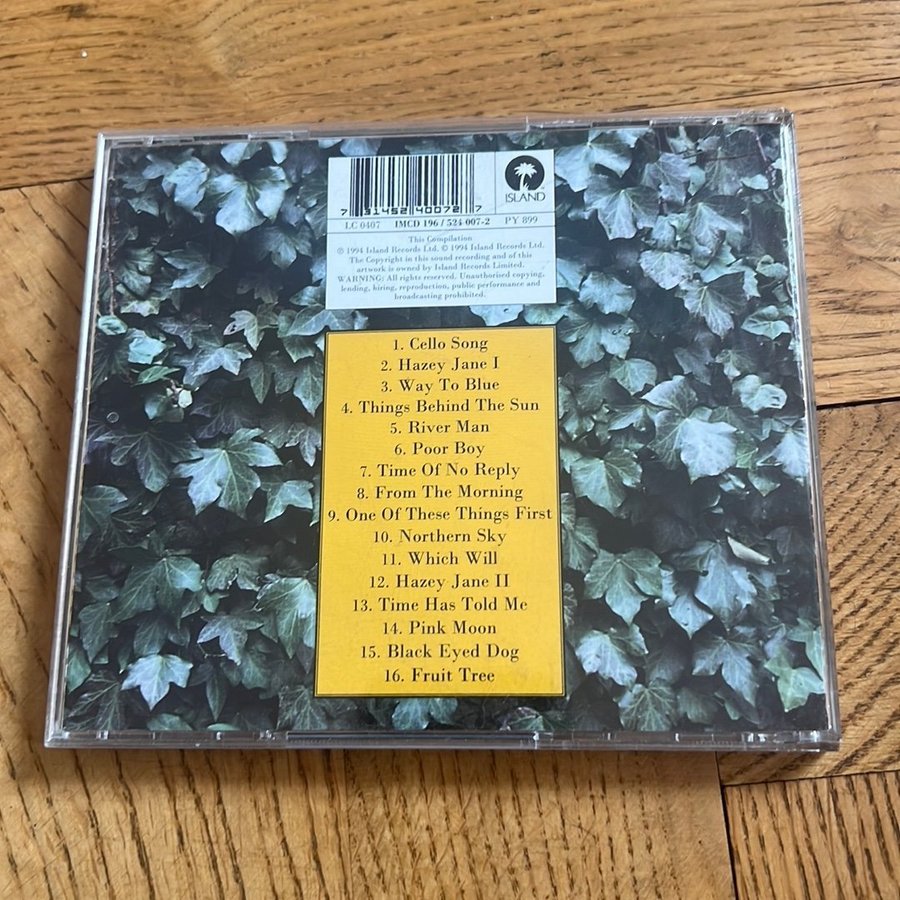 7 31452 40072 7
ISLAND
LC 0407 IMCD 196 / 524 007-2 PY 899
This Compilation
℗ 1994 Island Records Ltd. © 1994 Island Records Ltd.
The Copyright in this sound recording and of this
artwork is owned by Island Records Limited.
WARNING: All rights reserved. Unauthorised copying,
lending, hiring, reproduction, public performance and
broadcasting prohibited.
1. Cello Song
2. Hazey Jane I
3. Way To Blue
4. Things Behind The Sun
5. River Man
6. Poor Boy
7. Time Of No Reply
8. From The Morning
9. One Of These Things First
10. Northern Sky
11. Which Will
12. Hazey Jane II
13. Time Has Told Me
14. Pink Moon
15. Black Eyed Dog
16. Fruit Tree